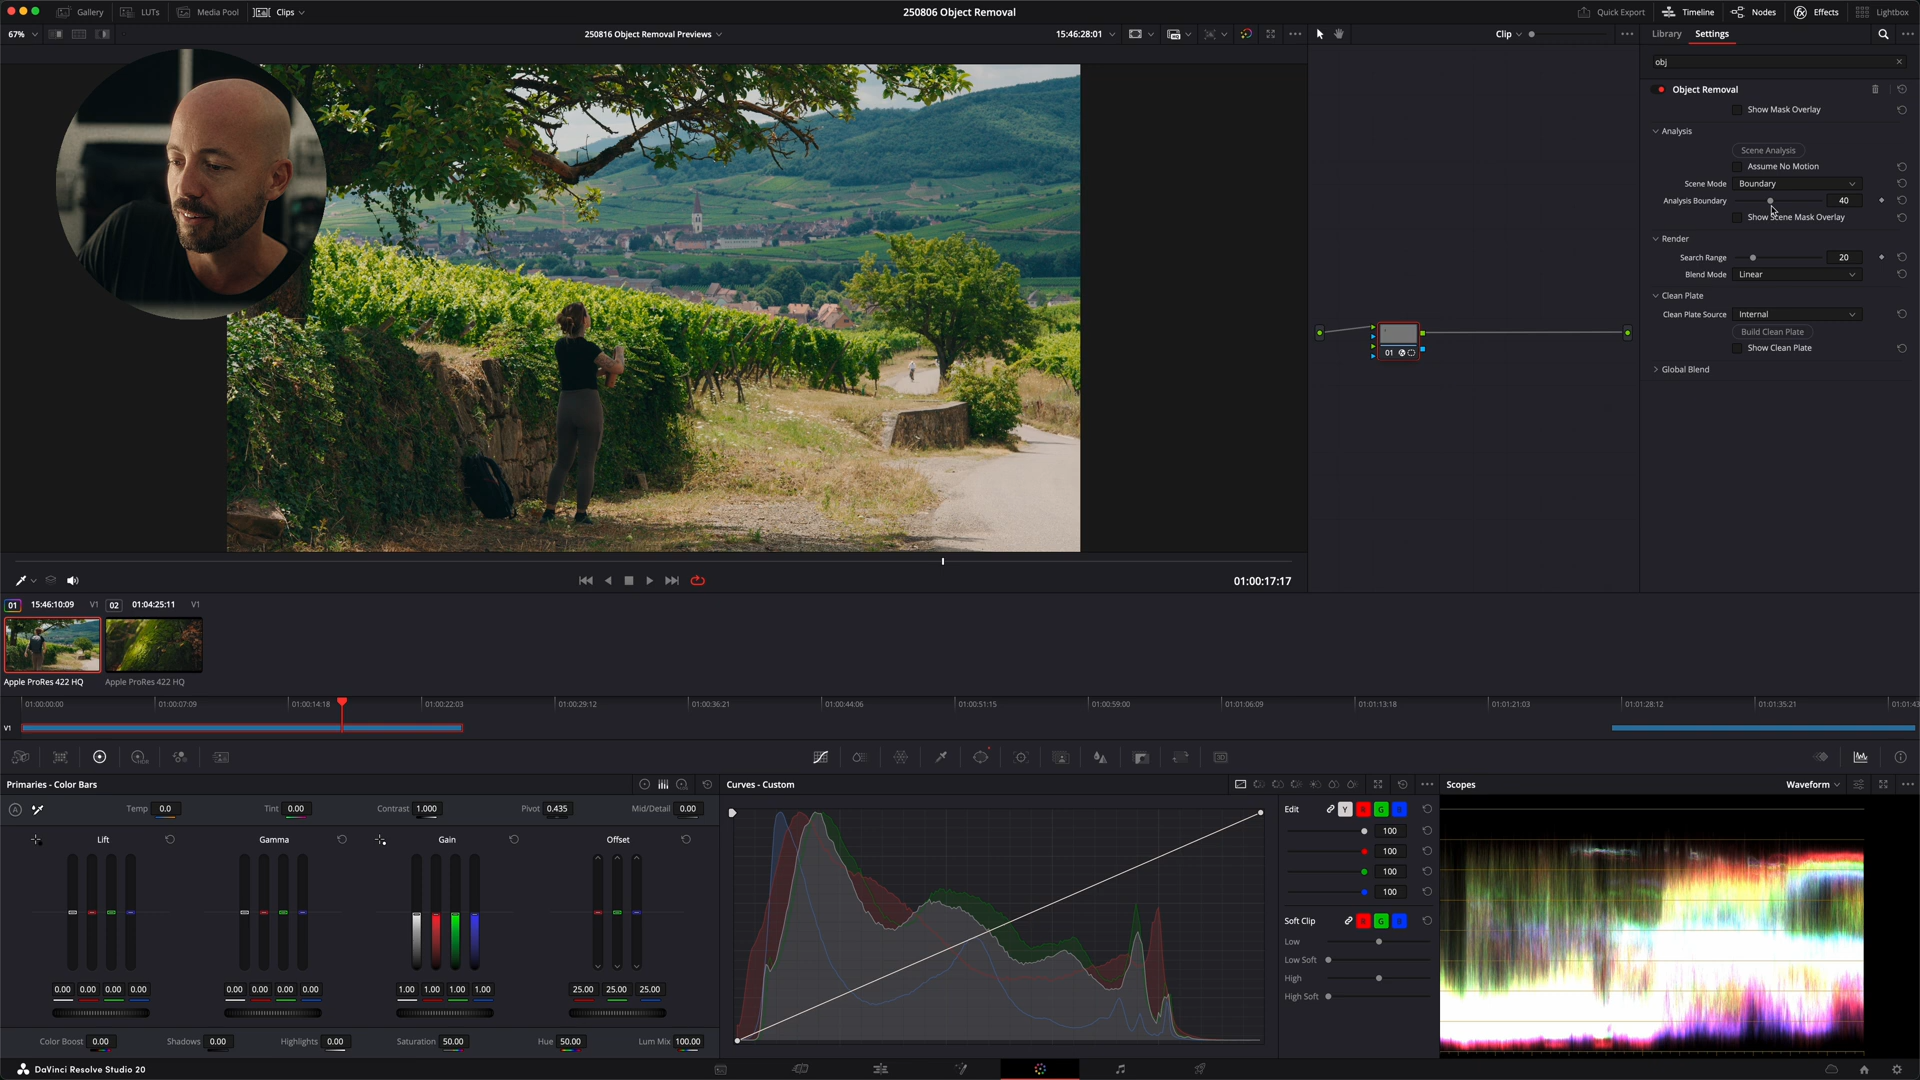 Gallery LUTs Media Pool Clips 250806 Object Removal Quick Export Timeline Nodes Effects Lightbox
67% 250816 Object Removal Previews 15:46:28:01 Clip Library Settings
obj
Object Removal
Show Mask Overlay
Analysis
Scene Analysis
Assume No Motion
Scene Mode Boundary
Analysis Boundary 40
Show Scene Mask Overlay
Render
Search Range 20
Blend Mode Linear
Clean Plate
Clean Plate Source Internal
Build Clean Plate
Show Clean Plate
Global Blend
01
01:00:17:17
01 15:46:10:09 V1 02 01:04:25:11 V1
Apple ProRes 422 HQ Apple ProRes 422 HQ
01:00:00:00 01:00:07:09 01:00:14:18 01:00:22:03 01:00:29:12 01:00:36:21 01:00:44:06 01:00:51:15 01:00:59:00 01:01:06:09 01:01:13:18 01:01:21:03 01:01:28:12 01:01:35:21 01:01:43
V1
HDR 3D
Primaries - Color Bars Curves - Custom Scopes Waveform
A Temp 0.0 Tint 0.00 Contrast 1.000 Pivot 0.435 Mid/Detail 0.00 Edit Y R G B
Lift Gamma Gain Offset
100
100
100
100
Soft Clip R G B
Low
Low Soft
High
High Soft
0.00 0.00 0.00 0.00 0.00 0.00 0.00 0.00 1.00 1.00 1.00 1.00 25.00 25.00 25.00
Color Boost 0.00 Shadows 0.00 Highlights 0.00 Saturation 50.00 Hue 50.00 Lum Mix 100.00
DaVinci Resolve Studio 20